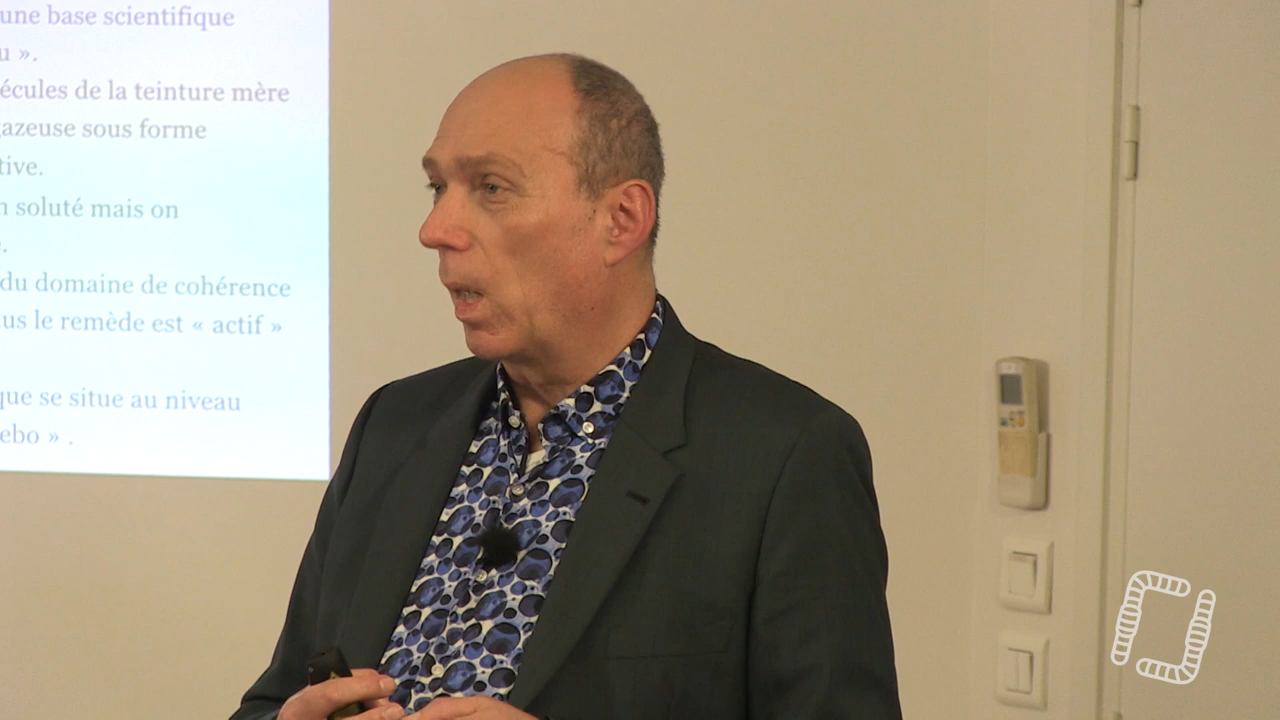 une base scientifique
u ».
écules de la teinture mère
gazeuse sous forme
tive.
n soluté mais on
.
du domaine de cohérence
us le remède est « actif »
que se situe au niveau
ebo » .